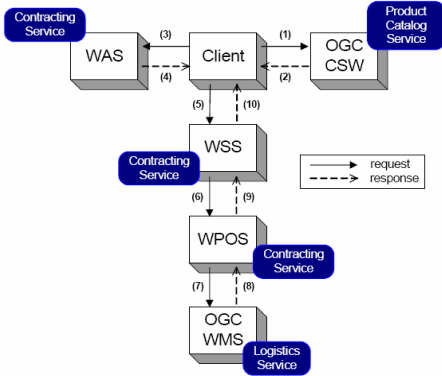 Contracting
Service
Product
Catalog
Service
WAS
(3)
(4)
Client
(1)
(2)
OGC
CSW
(5)
(10)
WSS
Contracting
Service
request
response
(6)
(9)
WPOS
Contracting
Service
(7)
(8)
OGC
WMS
Logistics
Service